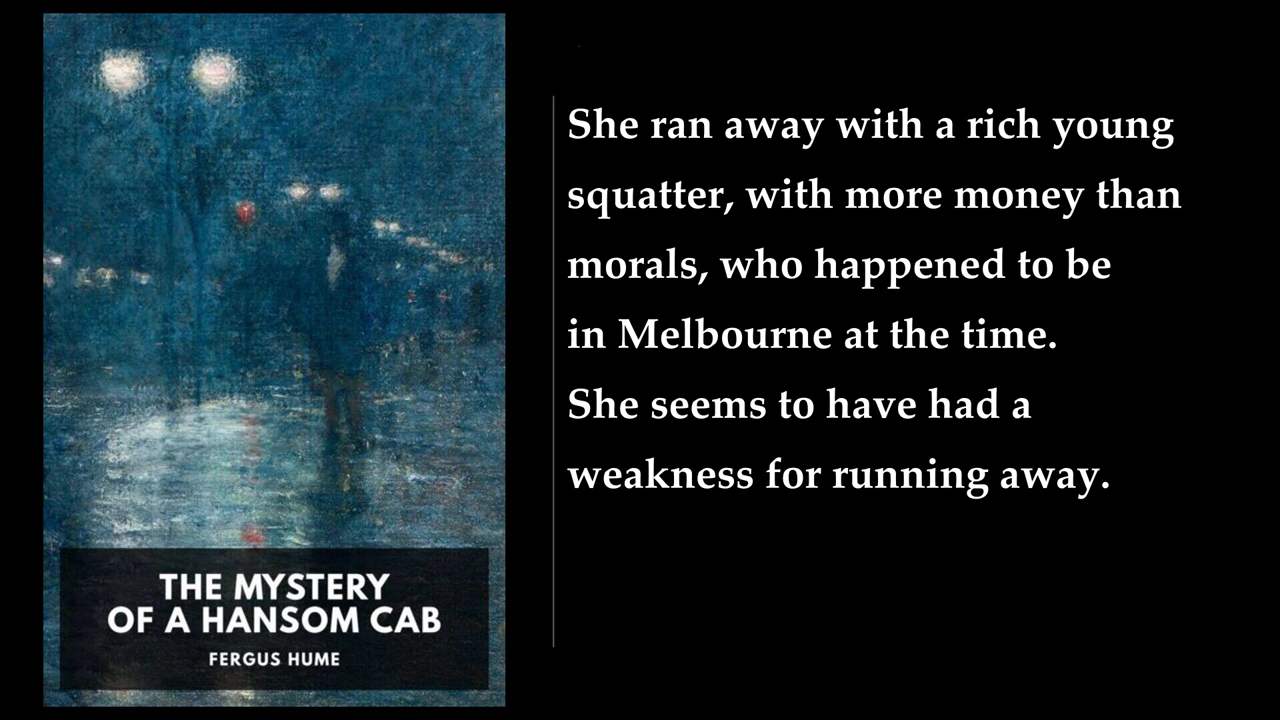 THE MYSTERY
OF A HANSOM CAB
FERGUS HUME
She ran away with a rich young
squatter, with more money than
morals, who happened to be
in Melbourne at the time.
She seems to have had a
weakness for running away.